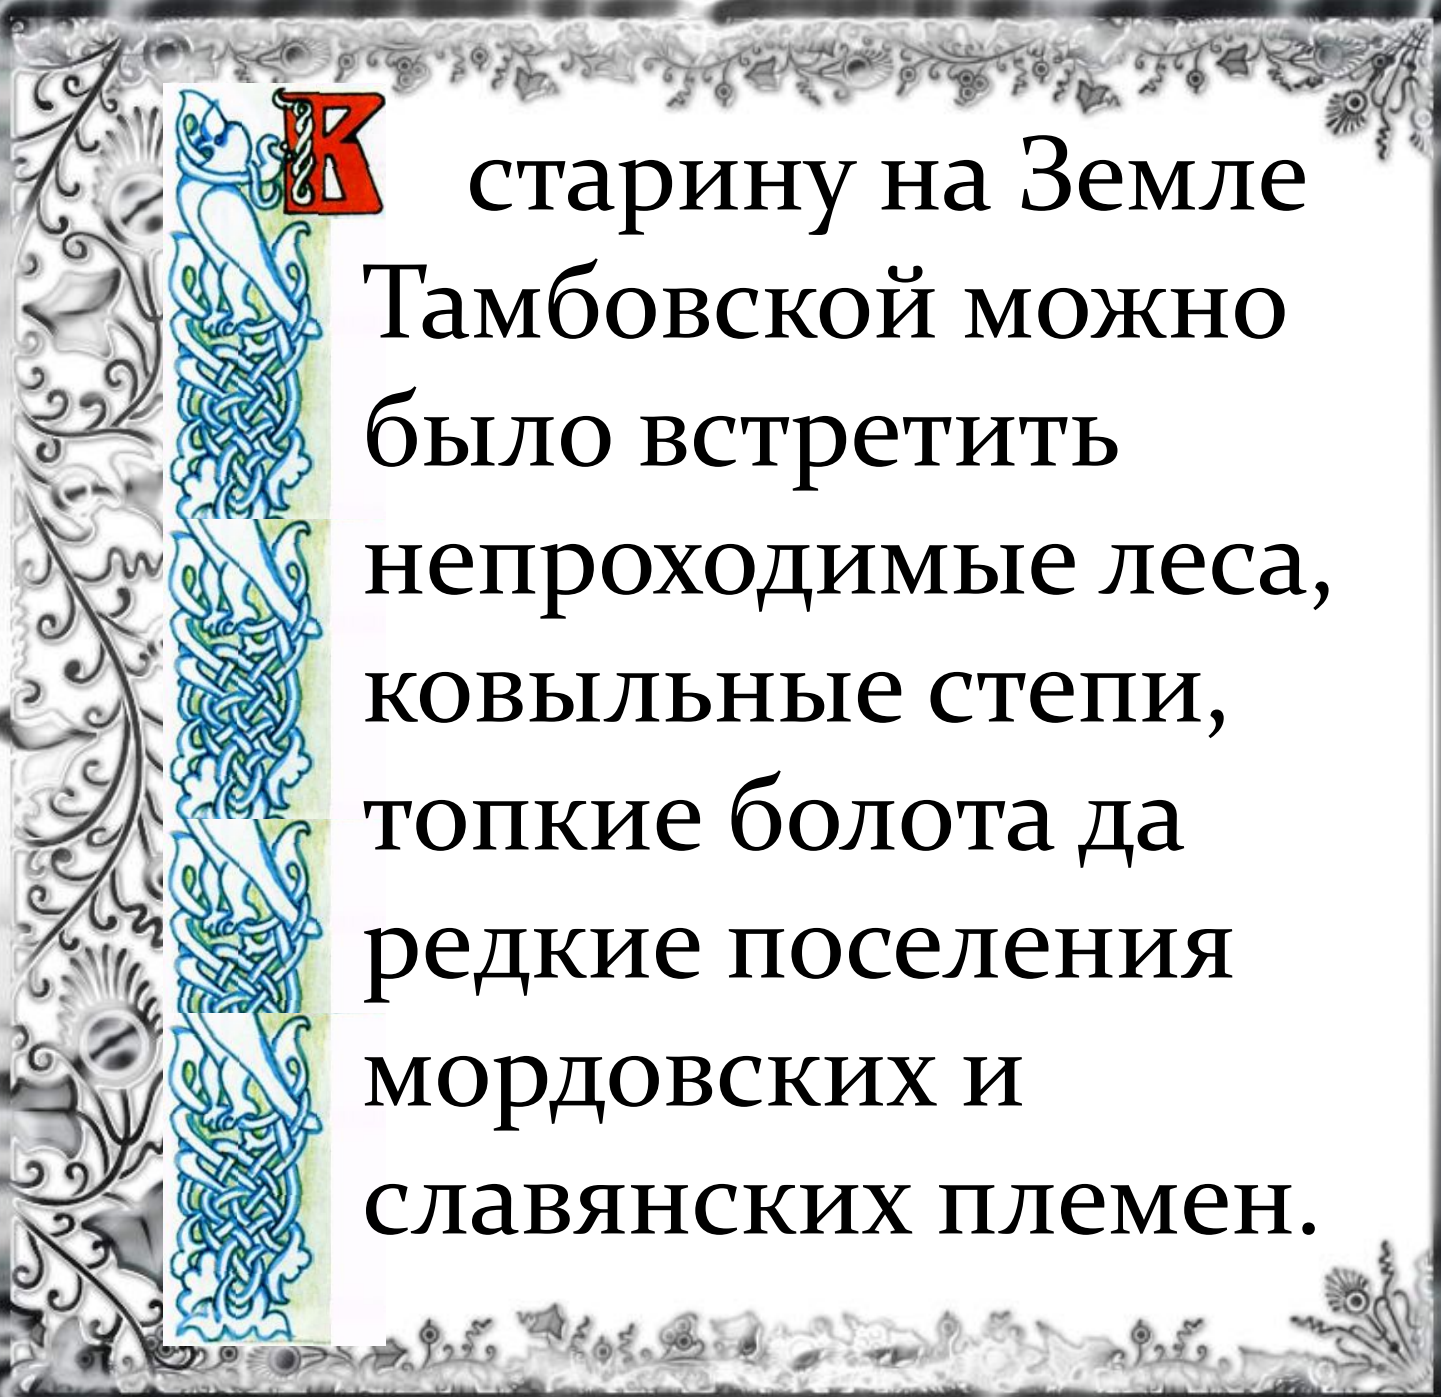 В старину на Земле
Тамбовской можно
было встретить
непроходимые леса,
ковыльные степи,
топкие болота да
редкие поселения
мордовских и
славянских племен.